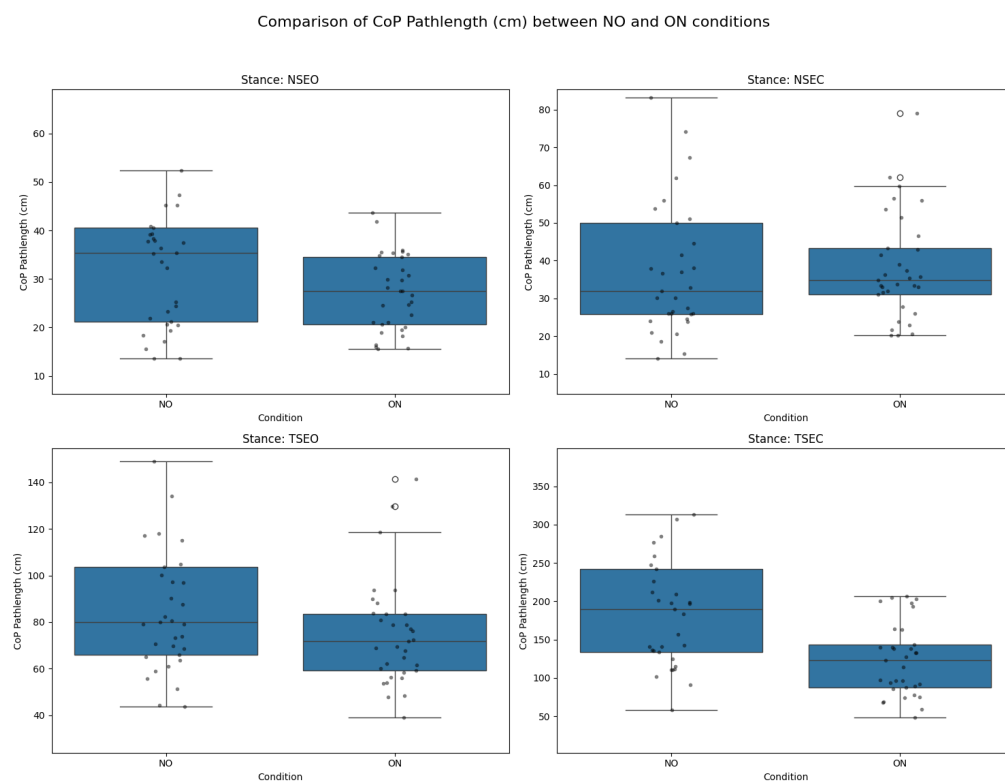 Comparison of CoP Pathlength (cm) between NO and ON conditions
Stance: NSEO
CoP Pathlength (cm)
60
50
40
30
20
10
NO
ON
Condition
Stance: NSEC
CoP Pathlength (cm)
80
70
60
50
40
30
20
10
NO
ON
Condition
Stance: TSEO
CoP Pathlength (cm)
140
120
100
80
60
40
NO
ON
Condition
Stance: TSEC
CoP Pathlength (cm)
350
300
250
200
150
100
50
NO
ON
Condition